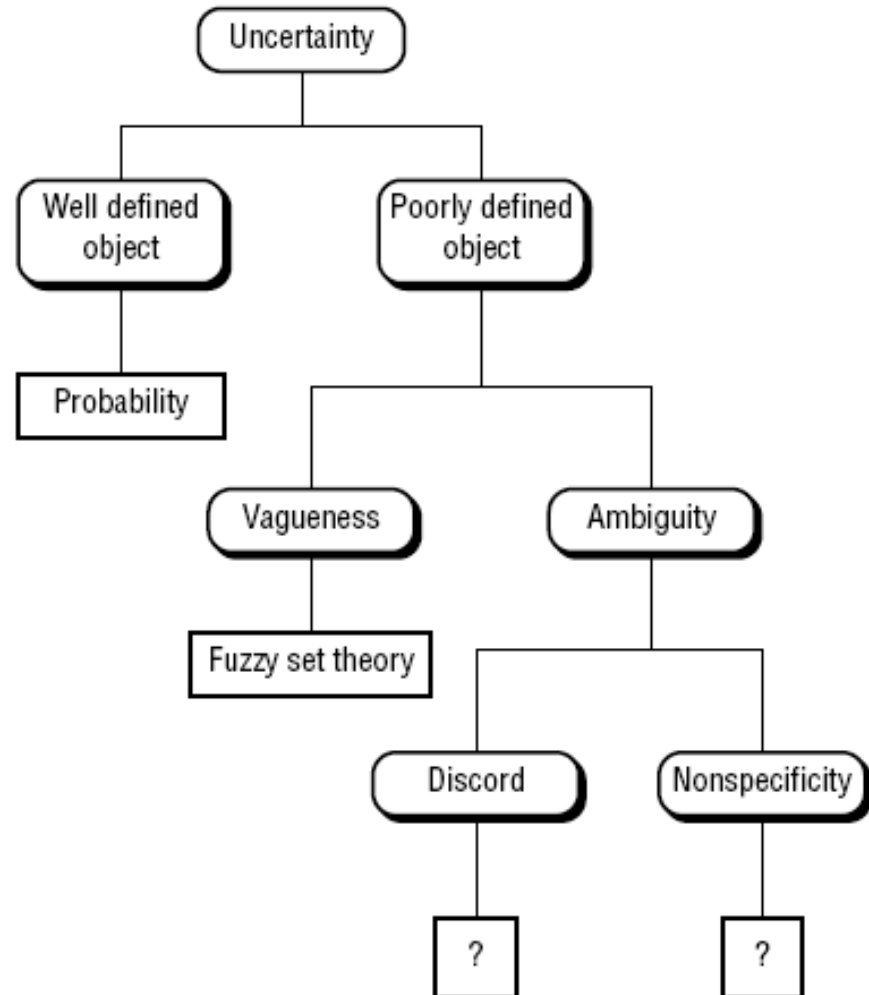 Uncertainty
Well defined
object
Poorly defined
object
Probability
Vagueness
Ambiguity
Fuzzy set theory
Discord
Nonspecificity
?
?